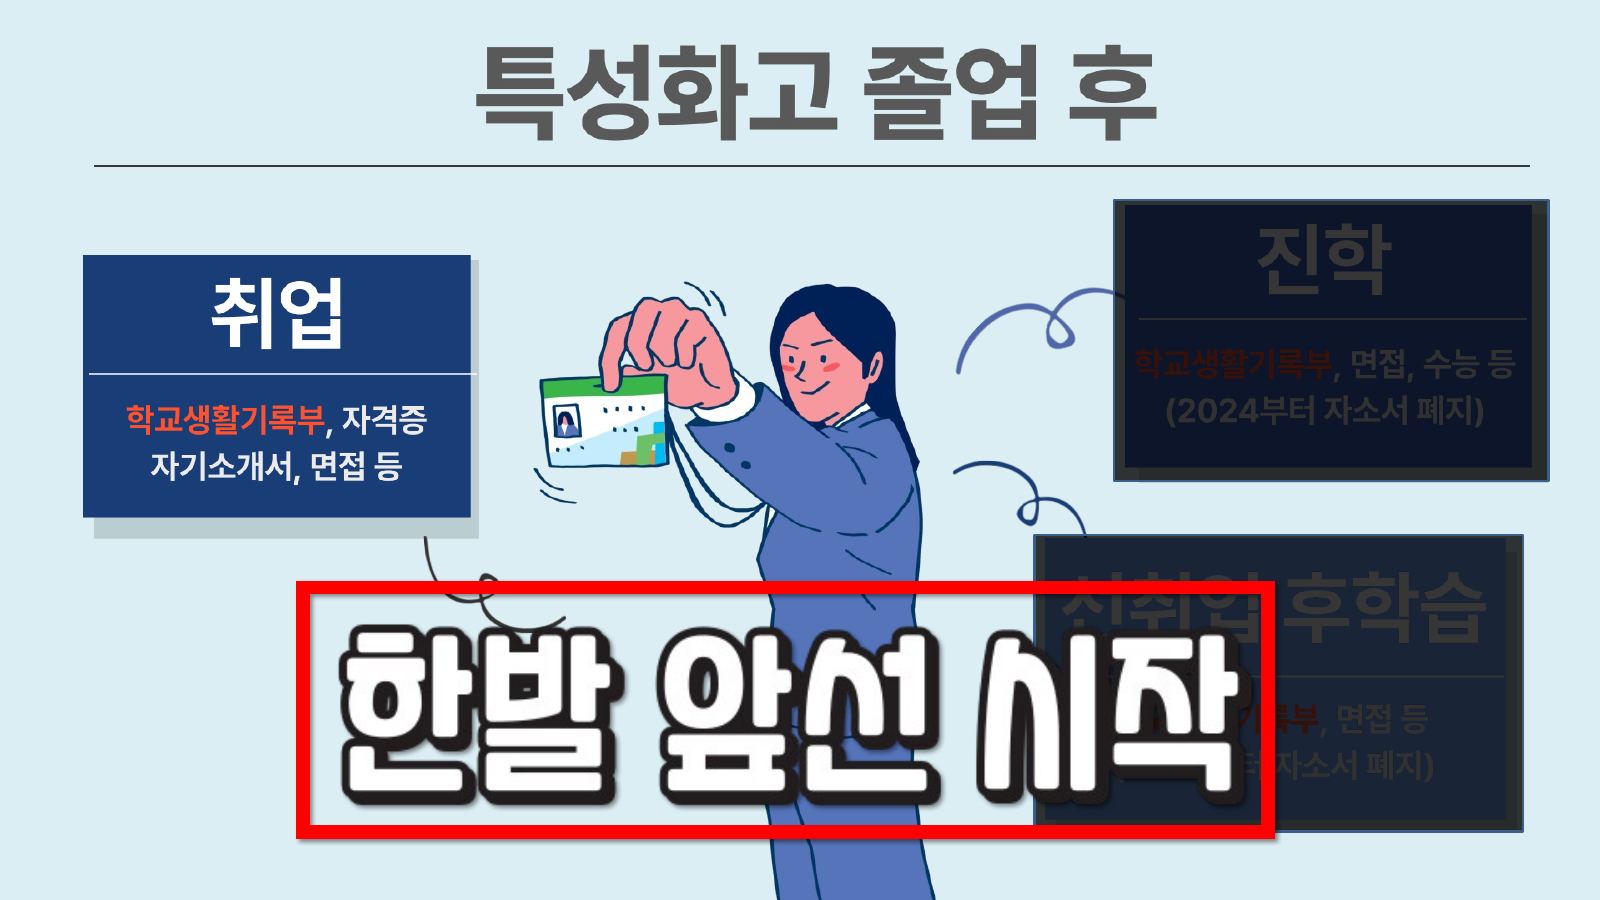 특성화고 졸업 후
취업
학교생활기록부, 자격증
자기소개서, 면접 등
진학
학교생활기록부, 면접, 수능 등
(2024부터 자소서 폐지)
선취업 후학습
기록부, 면접 등
자소서 폐지)
한발 앞선 시작